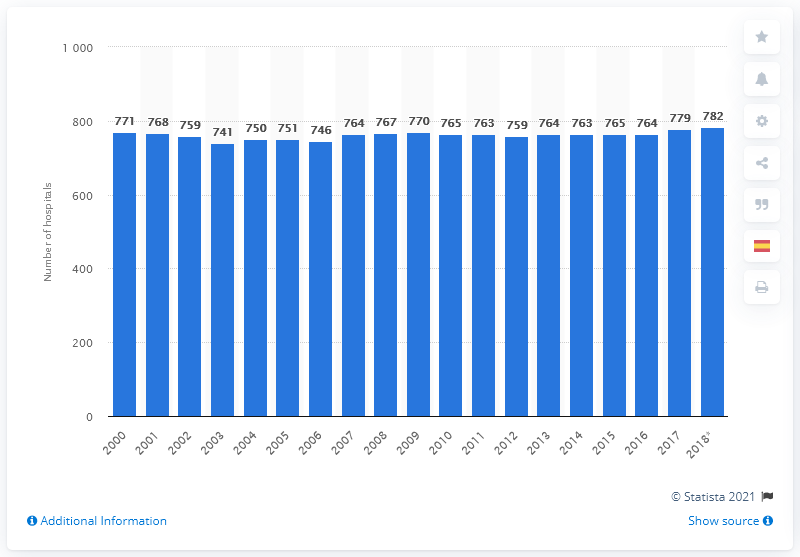 1 000
800
600
400
200
0
Number of hospitals
771 768 759 741 750 751 746 764 767 770 765 763 759 764 763 765 764 779 782
2000 2001 2002 2003 2004 2005 2006 2007 2008 2009 2010 2011 2012 2013 2014 2015 2016 2017 2018*
© Statista 2021
Additional Information
Show source